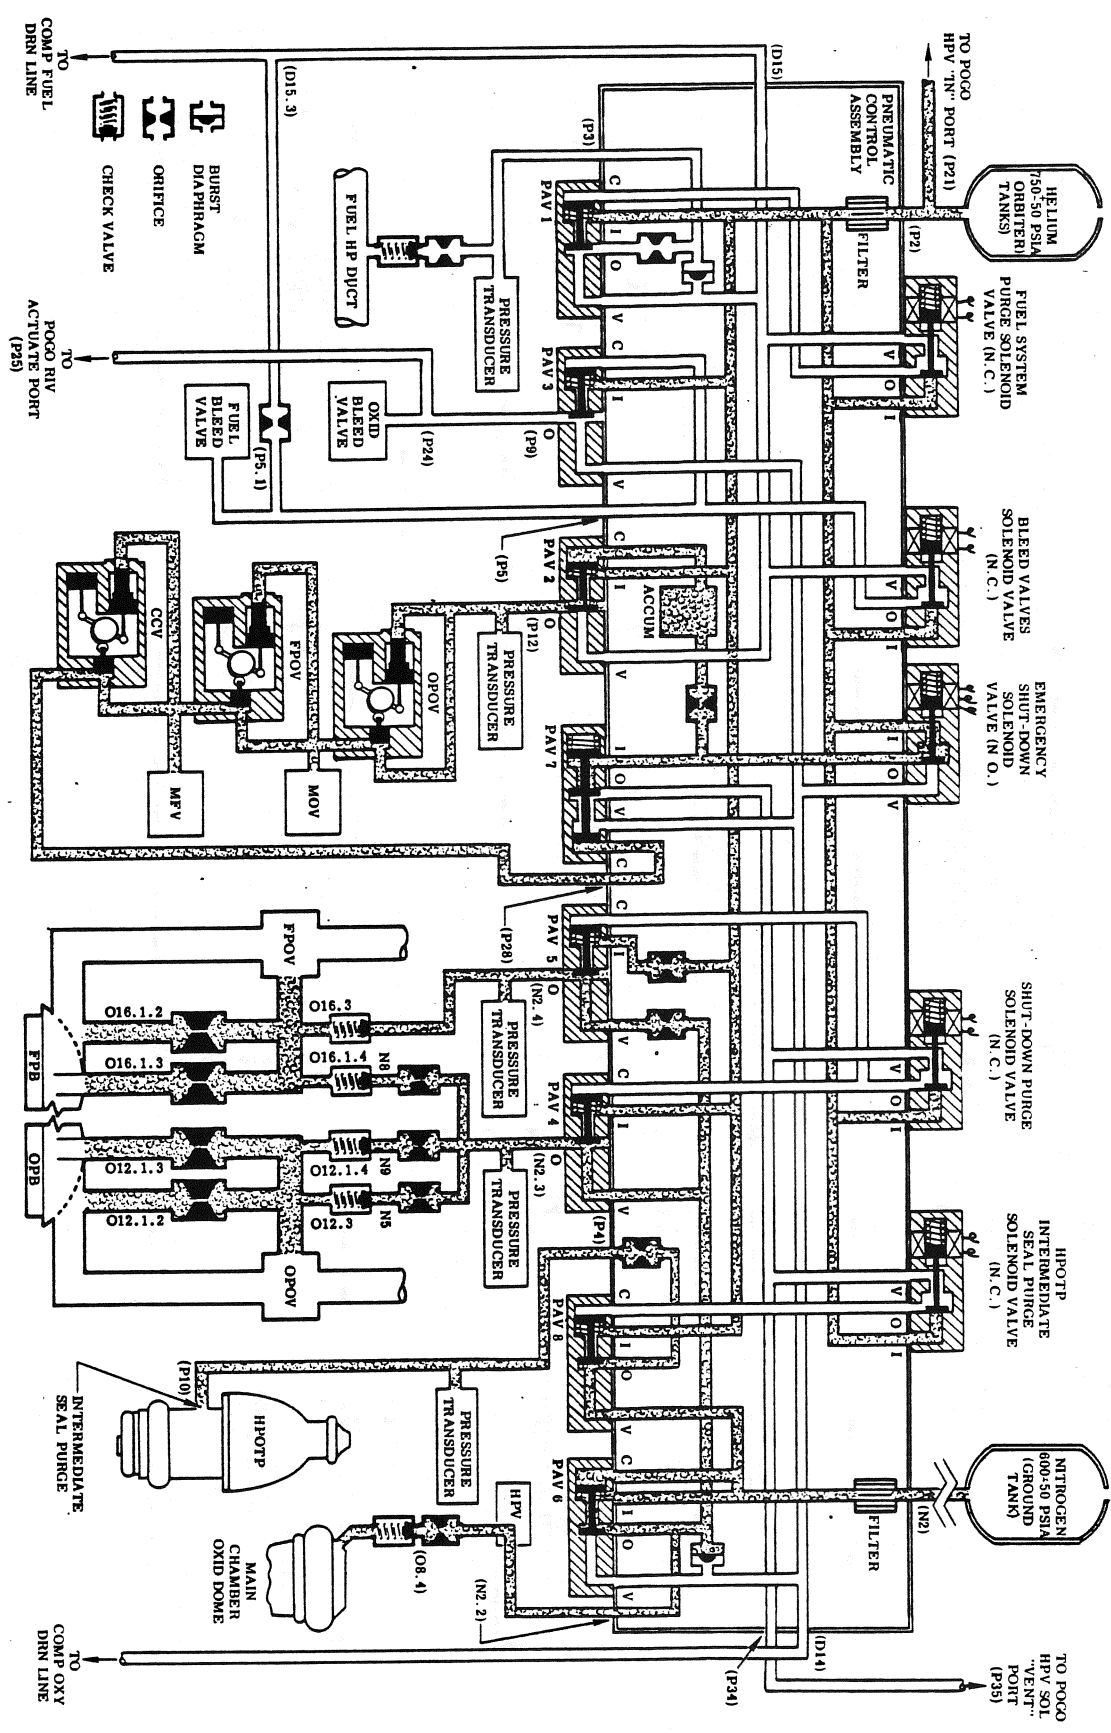 TO POGO
HPV "IN" PORT (P21)
HELIUM
750-50 PSIA
ORBITER)
TANKS)
(P2)
FILTER
FUEL SYSTEM
PURGE SOLENOID
VALVE (N.C.)
V
O
I
BLEED VALVES
SOLENOID VALVE
(N.C.)
V
O
I
EMERGENCY
SHUT-DOWN
SOLENOID
VALVE (N O.)
I
O
V
SHUT-DOWN PURGE
SOLENOID VALVE
(N.C.)
V
O
I
HPOTP
INTERMEDIATE
SEAL PURGE
SOLENOID VALVE
(N.C.)
V
O
I
NITROGEN
600-50 PSIA
(GROUND
TANK)
(N2)
FILTER
TO POGO
HPV SOL
"VENT"
PORT
(P35)
(D15)
PNEUMATIC
CONTROL
ASSEMBLY
ACCUM
(D14)
(P34)
(P3)
PAV 1
C
I
O
V
PAV 3
C
I
O
V
(P9)
PAV 2
C
I
O
V
(P5)
(P12)
PAV 7
I
O
V
C
(P28)
PAV 5
C
I
O
V
(N2.4)
PAV 4
C
I
O
V
(N2.3)
(P4)
PAV 8
C
I
O
V
PAV 6
C
I
O
V
(N2.2)
PRESSURE
TRANSDUCER
PRESSURE
TRANSDUCER
PRESSURE
TRANSDUCER
PRESSURE
TRANSDUCER
PRESSURE
TRANSDUCER
HPV
(P24)
OXID
BLEED
VALVE
FUEL HP DUCT
(D15.3)
FUEL
BLEED
VALVE
(P5.1)
OPOV
FPOV
CCV
MOV
MFV
FPOV
O16.3
O16.1.2
O16.1.4
O16.1.3
N8
N9
N5
O12.1.4
O12.1.3
O12.3
O12.1.2
OPOV
FPB
OPB
(P10)
HPOTP
INTERMEDIATE
SEAL PURGE
(O8.4)
MAIN
CHAMBER
OXID DOME
BURST
DIAPHRAGM
ORIFICE
CHECK VALVE
TO
COMP FUEL
DRN LINE
TO
POGO RIV
ACTUATE PORT
(P25)
TO
COMP OXY
DRN LINE